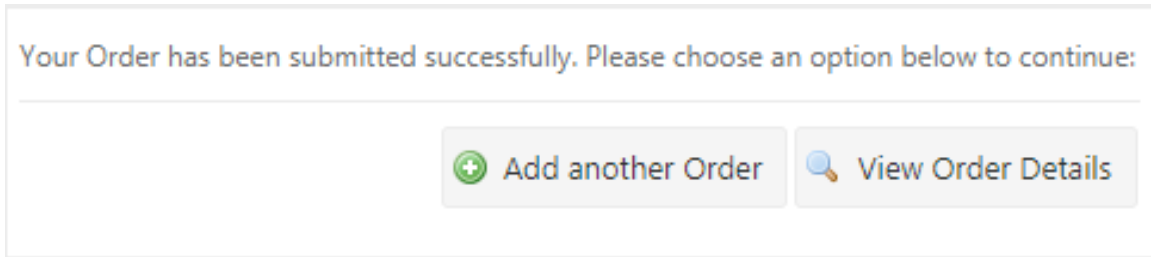 Your Order has been submitted successfully. Please choose an option below to continue:
Add another Order
View Order Details